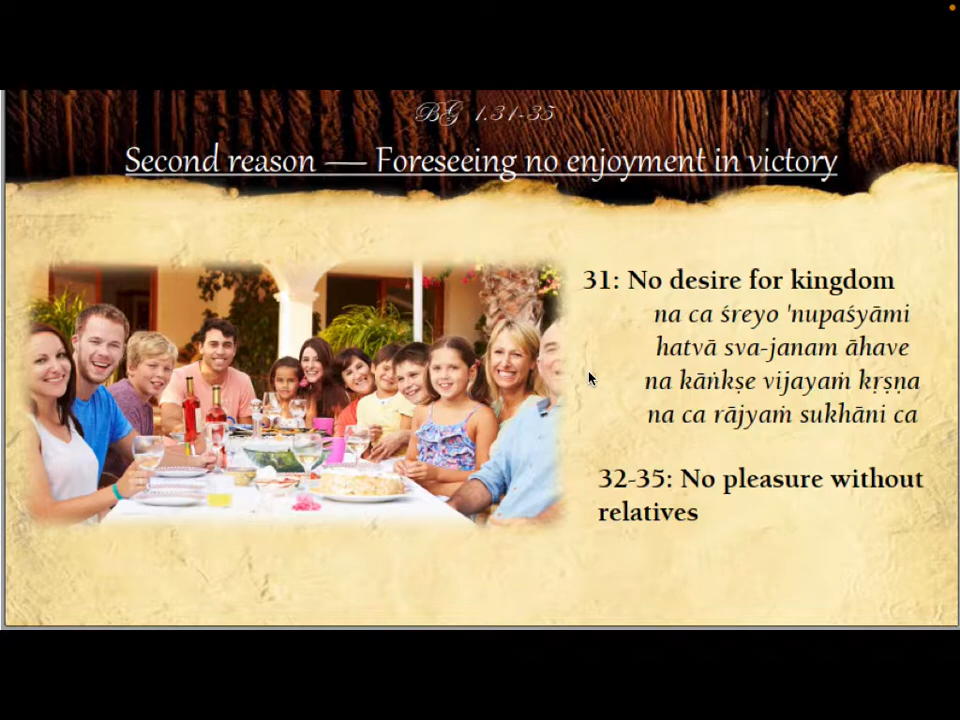 BG 1.31-35
Second reason — Foreseeing no enjoyment in victory
31: No desire for kingdom
na ca śreyo 'nupaśyāmi
hatvā sva-janam āhave
na kāṅkṣe vijayaṁ kṛṣṇa
na ca rājyaṁ sukhāni ca
32-35: No pleasure without
relatives